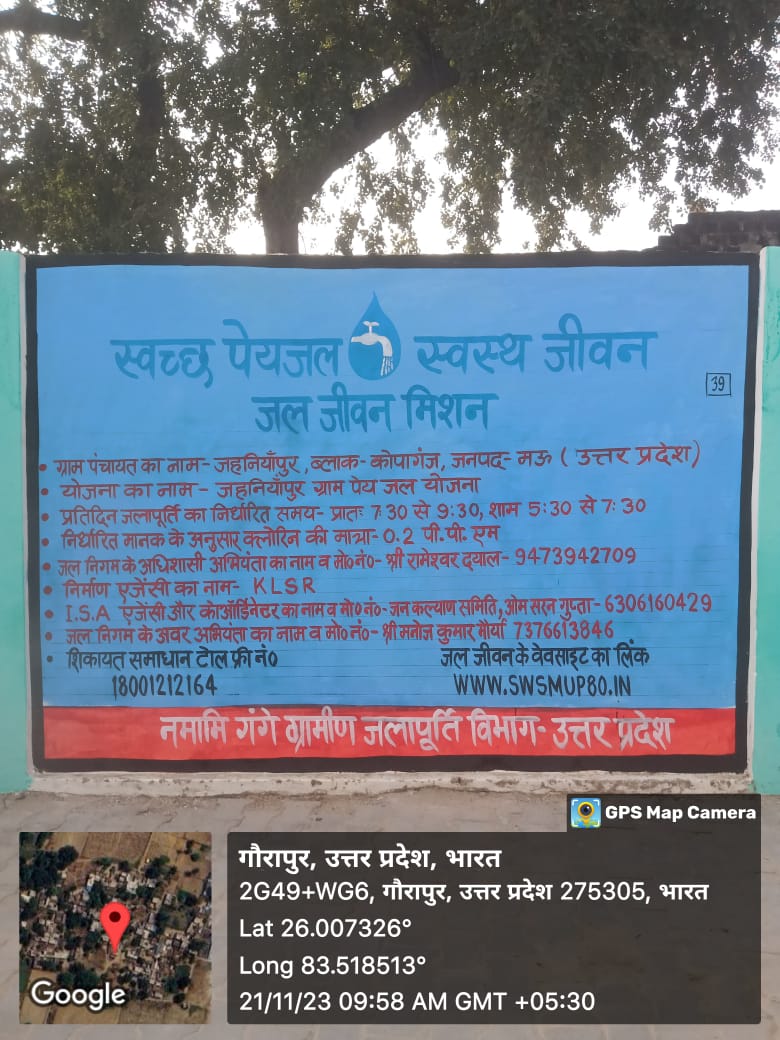 स्वच्छ पेयजल स्वस्थ जीवन
जल जीवन मिशन
39
• ग्राम पंचायत का नाम- जहनियाँपुर, ब्लाक- कोपागंज, जनपद- मऊ ( उत्तर प्रदेश)
• योजना का नाम - जहनियाँपुर ग्राम पेय जल योजना
• प्रतिदिन जलापूर्ति का निर्धारित समय- प्रातः 7:30 से 9:30, शाम 5:30 से 7:30
• निर्धारित मानक के अनुसार क्लोरिन की मात्रा- 0.2 पी.पी. एम
• जल निगम के अधिशासी अभियंता का नाम व मो० नं०- श्री रामेश्वर दयाल- 9473942709
• निर्माण एजेंसी का नाम- KLSR
• I.S.A एजेंसी और कोऑर्डिनेटर का नाम व मो० नं०- जन कल्याण समिति, ओम सरन गुप्ता- 6306160429
• जल निगम के अवर अभियंता का नाम व मो० नं०- श्री मनोज कुमार मौर्या 7376613846
• शिकायत समाधान टोल फ्री नं० जल जीवन के वेवसाइट का लिंक
18001212164 WWW.SWSMUP80.IN
नमामि गंगे ग्रामीण जलापूर्ति विभाग- उत्तर प्रदेश
GPS Map Camera
गौरापुर, उत्तर प्रदेश, भारत
2G49+WG6, गौरापुर, उत्तर प्रदेश 275305, भारत
Lat 26.007326°
Long 83.518513°
21/11/23 09:58 AM GMT +05:30
Google